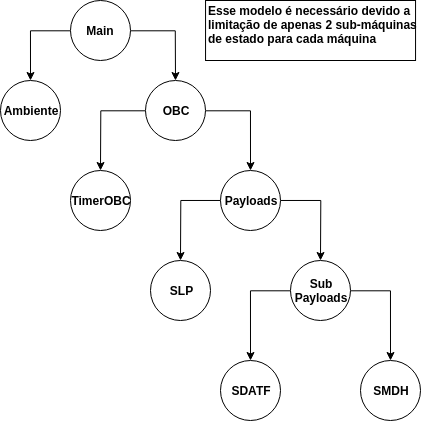 Esse modelo é necessário devido a
limitação de apenas 2 sub-máquinas
de estado para cada máquina
Main
Ambiente
OBC
TimerOBC
Payloads
SLP
Sub
Payloads
SDATF
SMDH